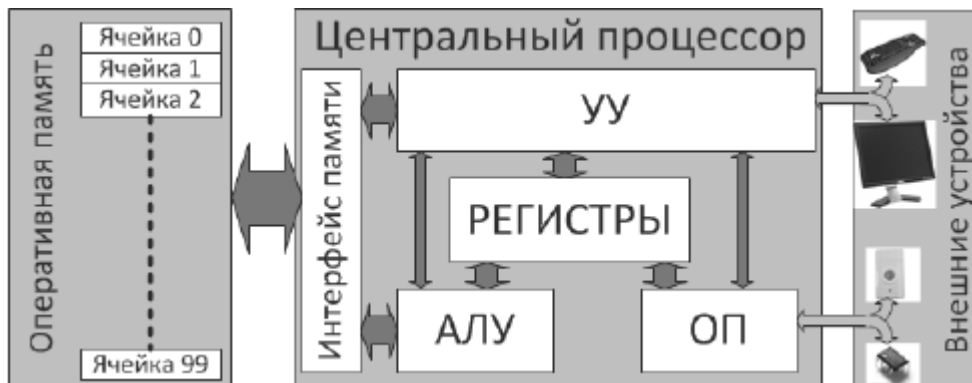 Оперативная память
Ячейка 0
Ячейка 1
Ячейка 2
Ячейка 99
Центральный процессор
Интерфейс памяти
УУ
РЕГИСТРЫ
АЛУ
ОП
Внешние устройства